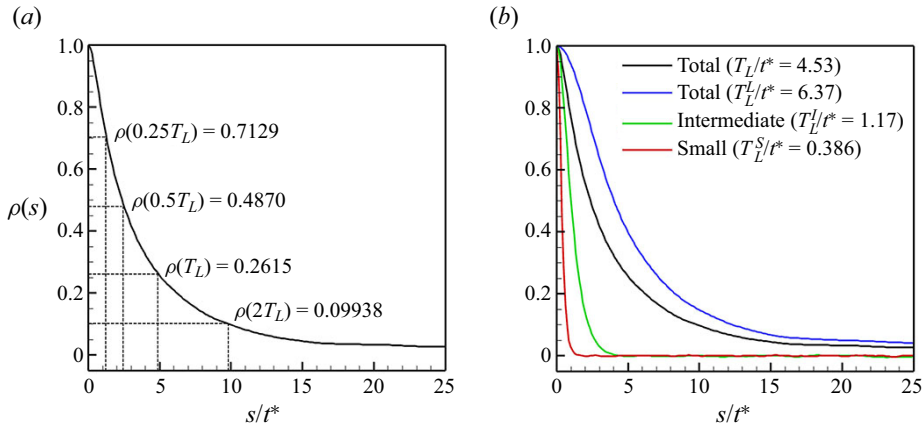 (a)
(b)
1.0
0.8
0.6
0.4
0.2
0
ρ(s)
ρ(0.25T_L) = 0.7129
ρ(0.5T_L) = 0.4870
ρ(T_L) = 0.2615
ρ(2T_L) = 0.09938
0 5 10 15 20 25
s/t*
1.0
0.8
0.6
0.4
0.2
0
Total (T_L/t* = 4.53)
Total (T_L^L/t* = 6.37)
Intermediate (T_L^I/t* = 1.17)
Small (T_L^S/t* = 0.386)
0 5 10 15 20 25
s/t*